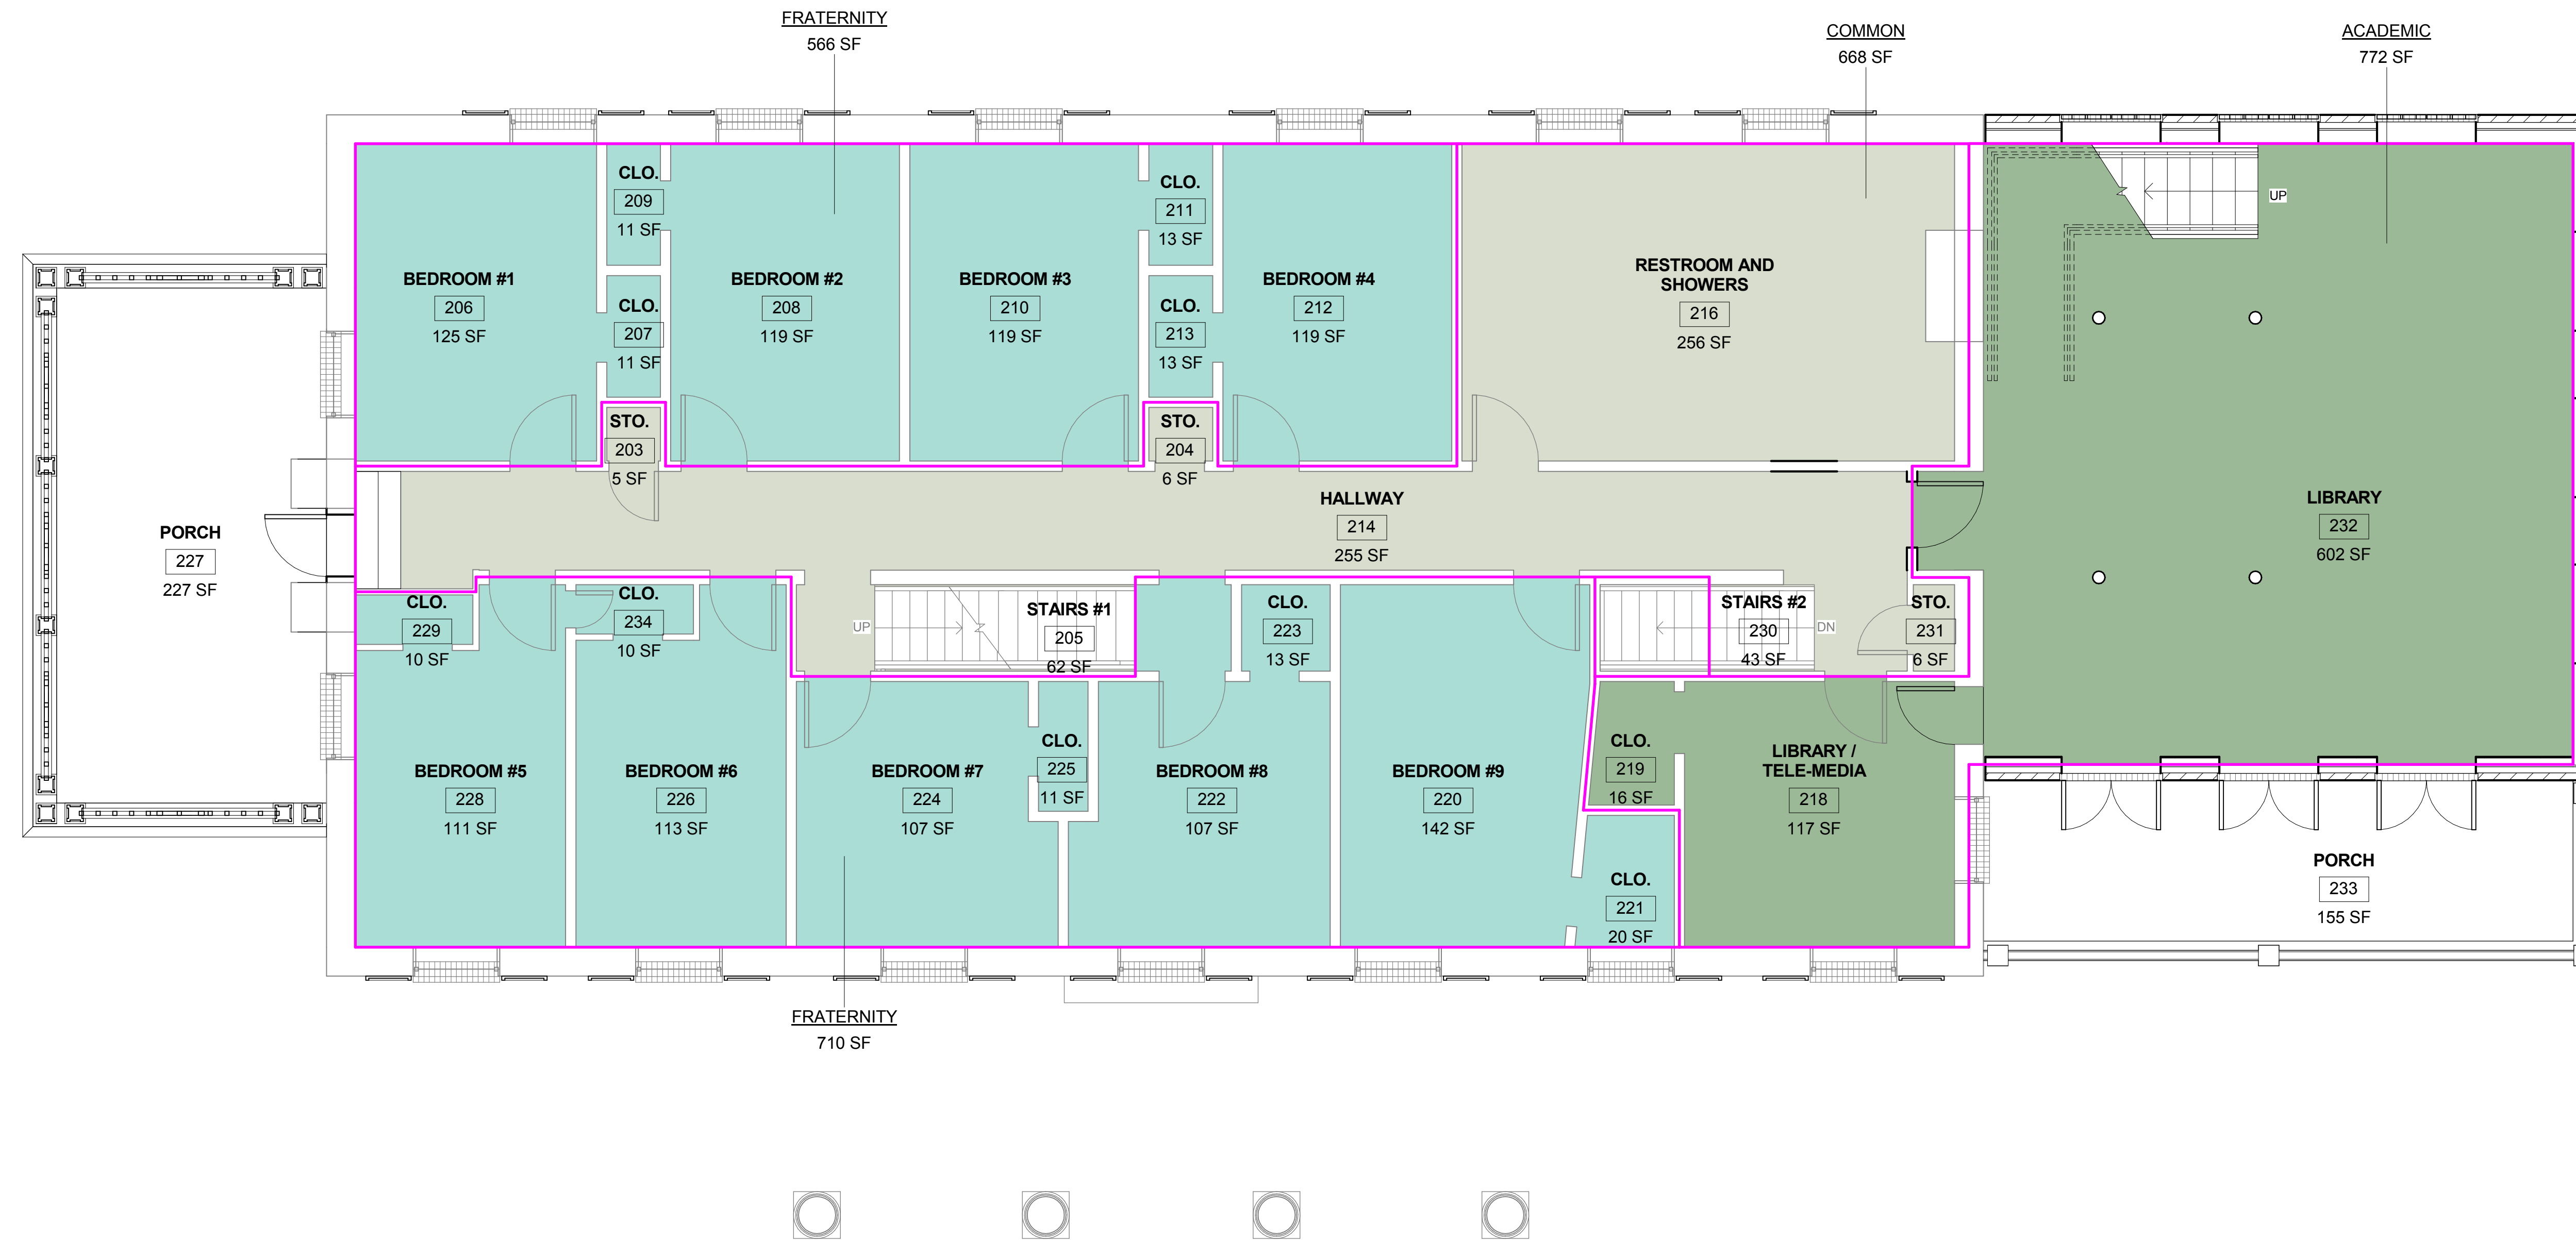 FRATERNITY
566 SF
COMMON
668 SF
ACADEMIC
772 SF
CLO.
209
11 SF
CLO.
211
13 SF
UP
BEDROOM #1
206
125 SF
CLO.
207
11 SF
BEDROOM #2
208
119 SF
BEDROOM #3
210
119 SF
CLO.
213
13 SF
BEDROOM #4
212
119 SF
RESTROOM AND
SHOWERS
216
256 SF
STO.
203
5 SF
STO.
204
6 SF
HALLWAY
214
255 SF
LIBRARY
232
602 SF
PORCH
227
227 SF
CLO.
229
10 SF
CLO.
234
10 SF
UP
STAIRS #1
205
62 SF
CLO.
223
13 SF
STAIRS #2
230
43 SF
DN
STO.
231
6 SF
BEDROOM #5
228
111 SF
BEDROOM #6
226
113 SF
BEDROOM #7
224
107 SF
CLO.
225
11 SF
BEDROOM #8
222
107 SF
BEDROOM #9
220
142 SF
CLO.
219
16 SF
LIBRARY /
TELE-MEDIA
218
117 SF
CLO.
221
20 SF
PORCH
233
155 SF
FRATERNITY
710 SF